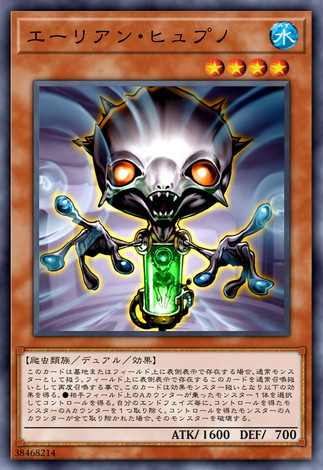 エーリアン・ヒュプノ
水
【爬虫類族／デュアル／効果】
このカードは墓地またはフィールド上に表側表示で存在する場合、通常モン
スターとして扱う。フィールド上に表側表示で存在するこのカードを通常召喚扱
いとして再度召喚する事で、このカードは効果モンスター扱いとなり以下の効
果を得る。●相手フィールド上のAカウンターが乗ったモンスター１体を選択
してコントロールを得る。自分のエンドフェイズ毎に、コントロールを得たモ
ンスターのAカウンターを１つ取り除く。コントロールを得たモンスターのA
カウンターが全て取り除かれた場合、そのモンスターを破壊する。
ATK/ 1600 DEF/ 700
38468214